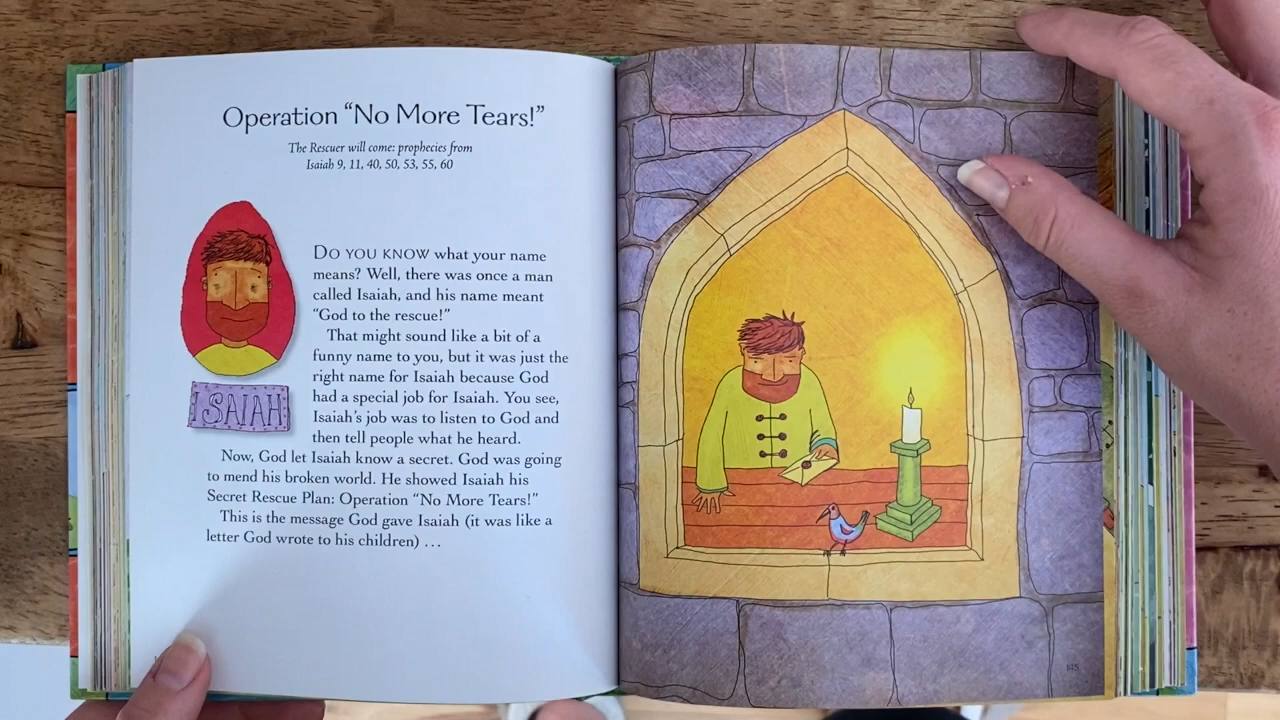 Operation “No More Tears!”
The Rescuer will come: prophecies from
Isaiah 9, 11, 40, 50, 53, 55, 60
DO YOU KNOW what your name
means? Well, there was once a man
called Isaiah, and his name meant
“God to the rescue!”
That might sound like a bit of a
funny name to you, but it was just the
right name for Isaiah because God
had a special job for Isaiah. You see,
Isaiah’s job was to listen to God and
then tell people what he heard.
ISAIAH
Now, God let Isaiah know a secret. God was going
to mend his broken world. He showed Isaiah his
Secret Rescue Plan: Operation “No More Tears!”
This is the message God gave Isaiah (it was like a
letter God wrote to his children) …
145